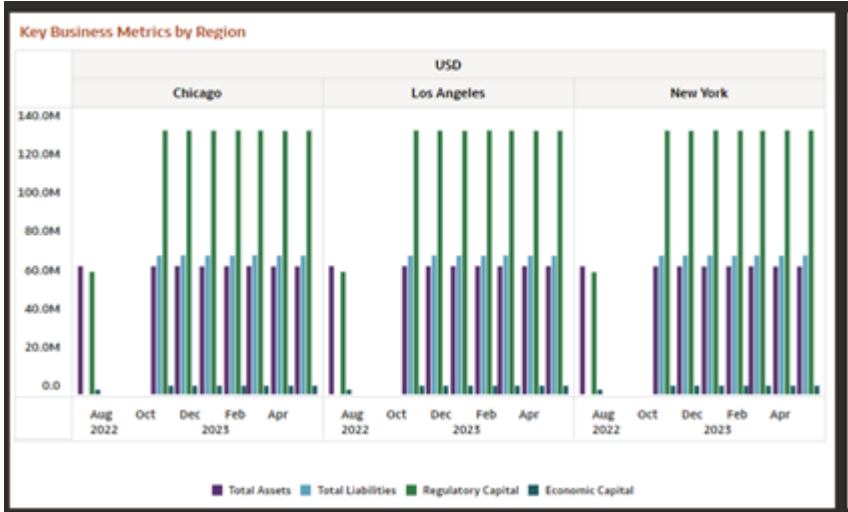 Key Business Metrics by Region
USD
Chicago Los Angeles New York
140.0M
120.0M
100.0M
80.0M
60.0M
40.0M
20.0M
0.0
Aug Oct Dec Feb Apr Aug Oct Dec Feb Apr Aug Oct Dec Feb Apr
2022 2023 2022 2023 2022 2023
Total Assets Total Liabilities Regulatory Capital Economic Capital